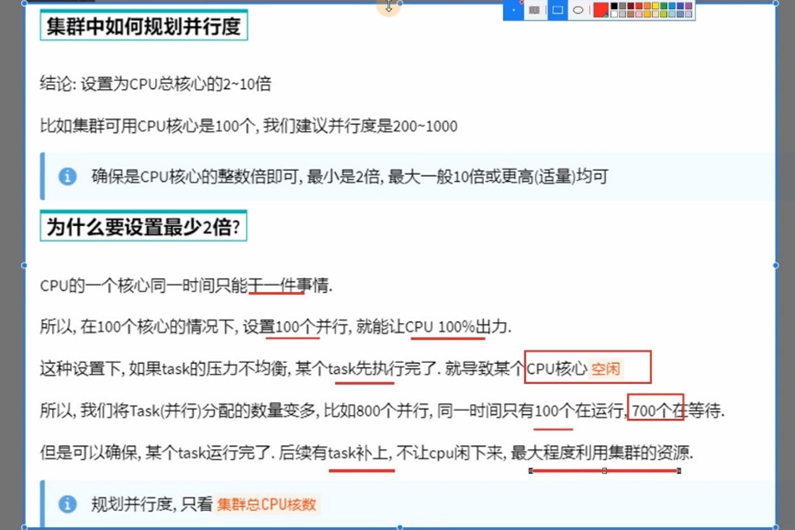 集群中如何规划并行度
结论: 设置为CPU总核心的2~10倍
比如集群可用CPU核心是100个, 我们建议并行度是200~1000
确保是CPU核心的整数倍即可, 最小是2倍, 最大一般10倍或更高(适量)均可
为什么要设置最少2倍?
CPU的一个核心同一时间只能干一件事情.
所以, 在100个核心的情况下, 设置100个并行, 就能让CPU 100%出力.
这种设置下, 如果task的压力不均衡, 某个task先执行完了. 就导致某个CPU核心 空闲
所以, 我们将Task(并行)分配的数量变多, 比如800个并行, 同一时间只有100个在运行, 700个在等待.
但是可以确保, 某个task运行完了. 后续有task补上, 不让cpu闲下来, 最大程度利用集群的资源.
规划并行度, 只看 集群总CPU核数